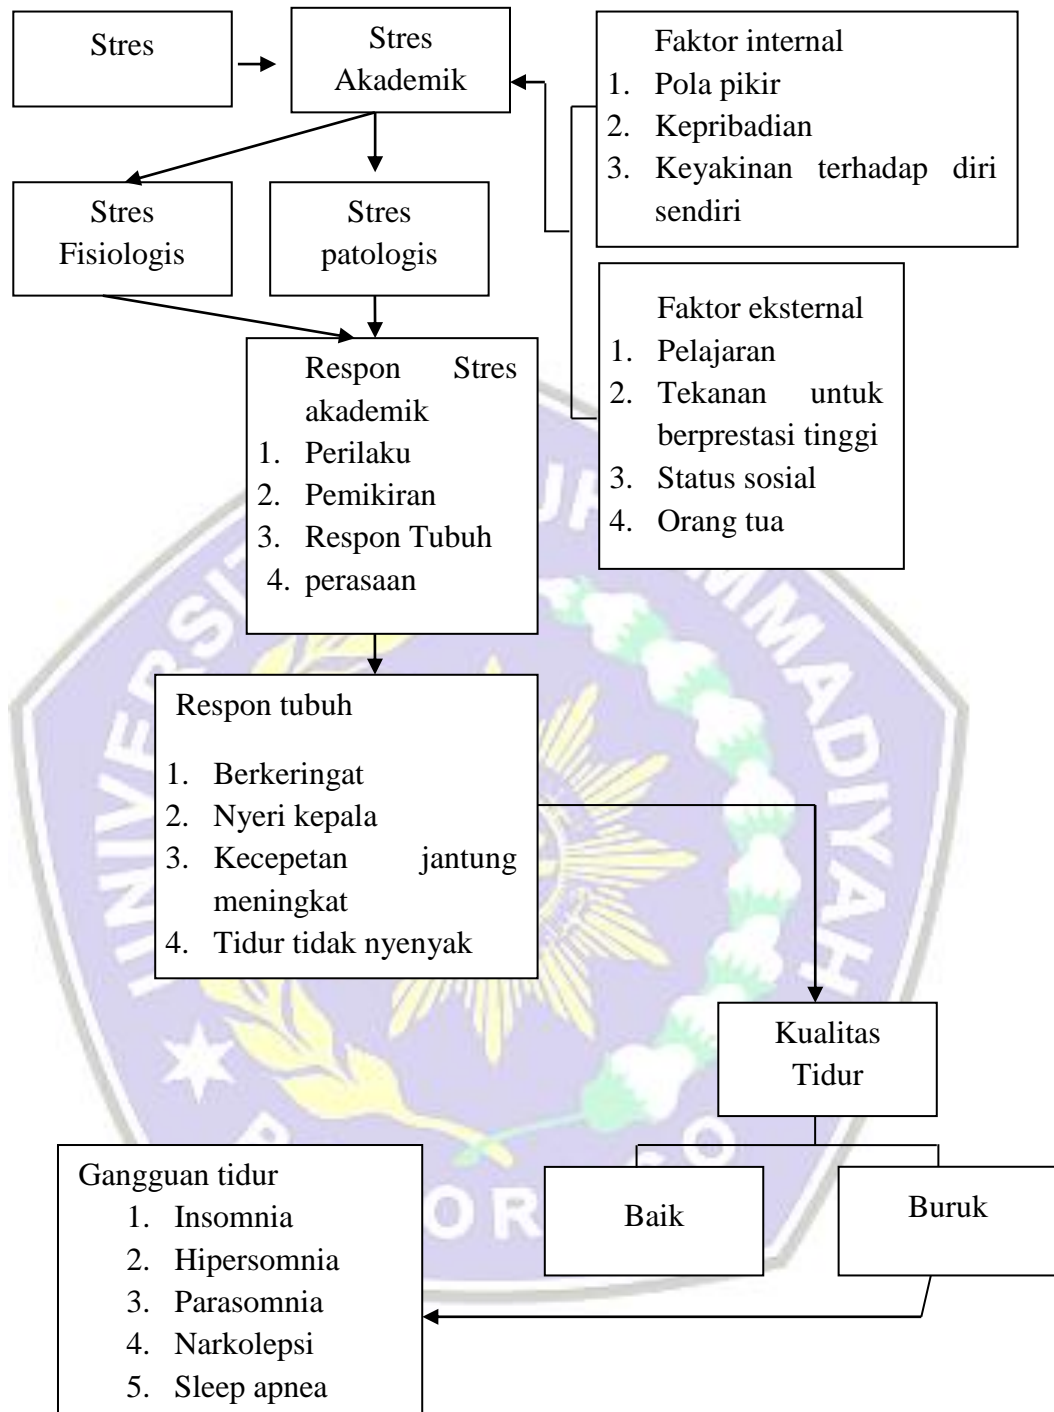 Stres
Stres
Akademik
Faktor internal
1. Pola pikir
2. Kepribadian
3. Keyakinan terhadap diri
sendiri
Stres
Fisiologis
Stres
patologis
Faktor eksternal
1. Pelajaran
2. Tekanan untuk
berprestasi tinggi
3. Status sosial
4. Orang tua
Respon Stres
akademik
1. Perilaku
2. Pemikiran
3. Respon Tubuh
4. perasaan
Respon tubuh
1. Berkeringat
2. Nyeri kepala
3. Kecepetan jantung
meningkat
4. Tidur tidak nyenyak
Kualitas
Tidur
Baik
Buruk
Gangguan tidur
1. Insomnia
2. Hipersomnia
3. Parasomnia
4. Narkolepsi
5. Sleep apnea